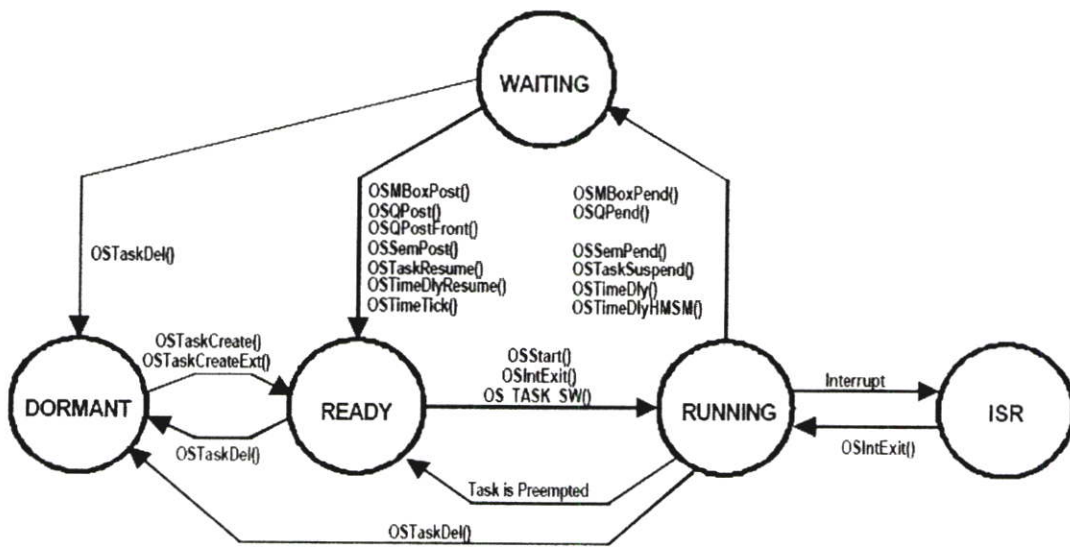 WAITING
OSMBoxPost()
OSQPost()
OSQPostFront()
OSSemPost()
OSTaskResume()
OSTimeDlyResume()
OSTimeTick()
OSMBoxPend()
OSQPend()
OSSemPend()
OSTaskSuspend()
OSTimeDly()
OSTimeDlyHMSM()
OSTaskDel()
OSTaskCreate()
OSTaskCreateExt()
OSStart()
OSIntExit()
OS_TASK_SW()
DORMANT
READY
RUNNING
Interrupt
ISR
OSIntExit()
OSTaskDel()
Task is Preempted
OSTaskDel()